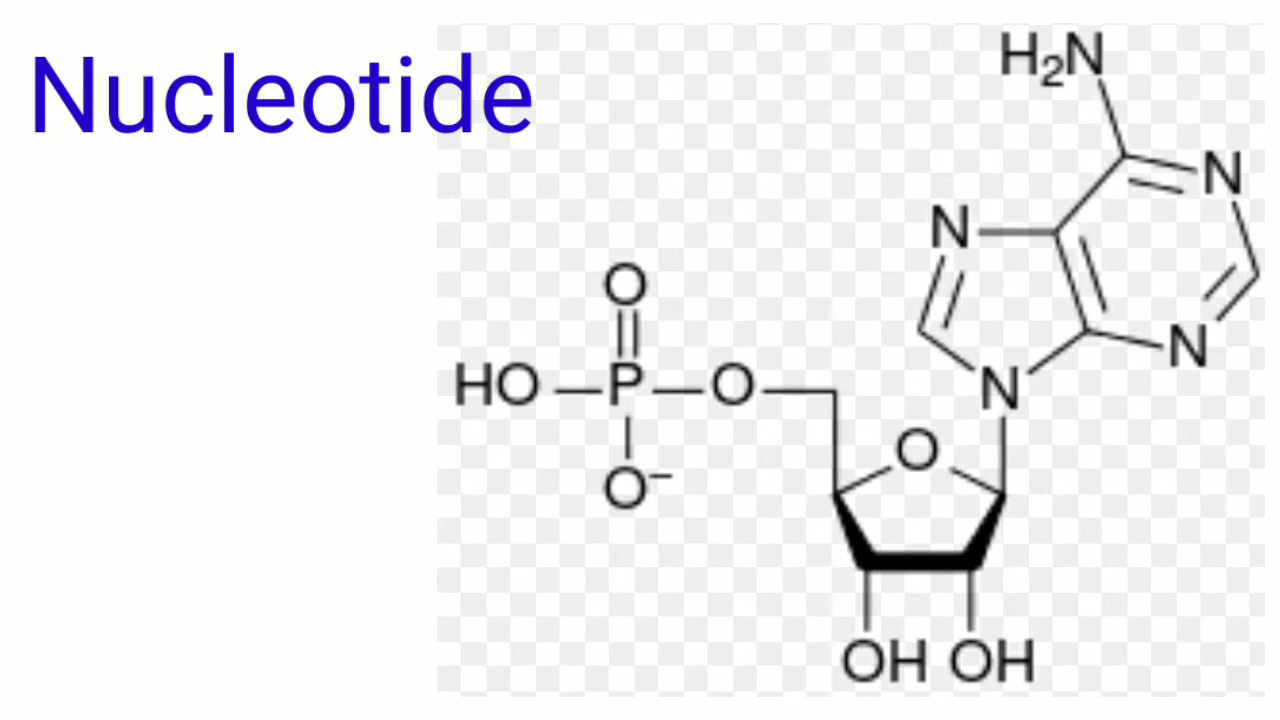 Nucleotide
H₂N
N
N
O
N
HO P O N
O
O⁻
OH OH